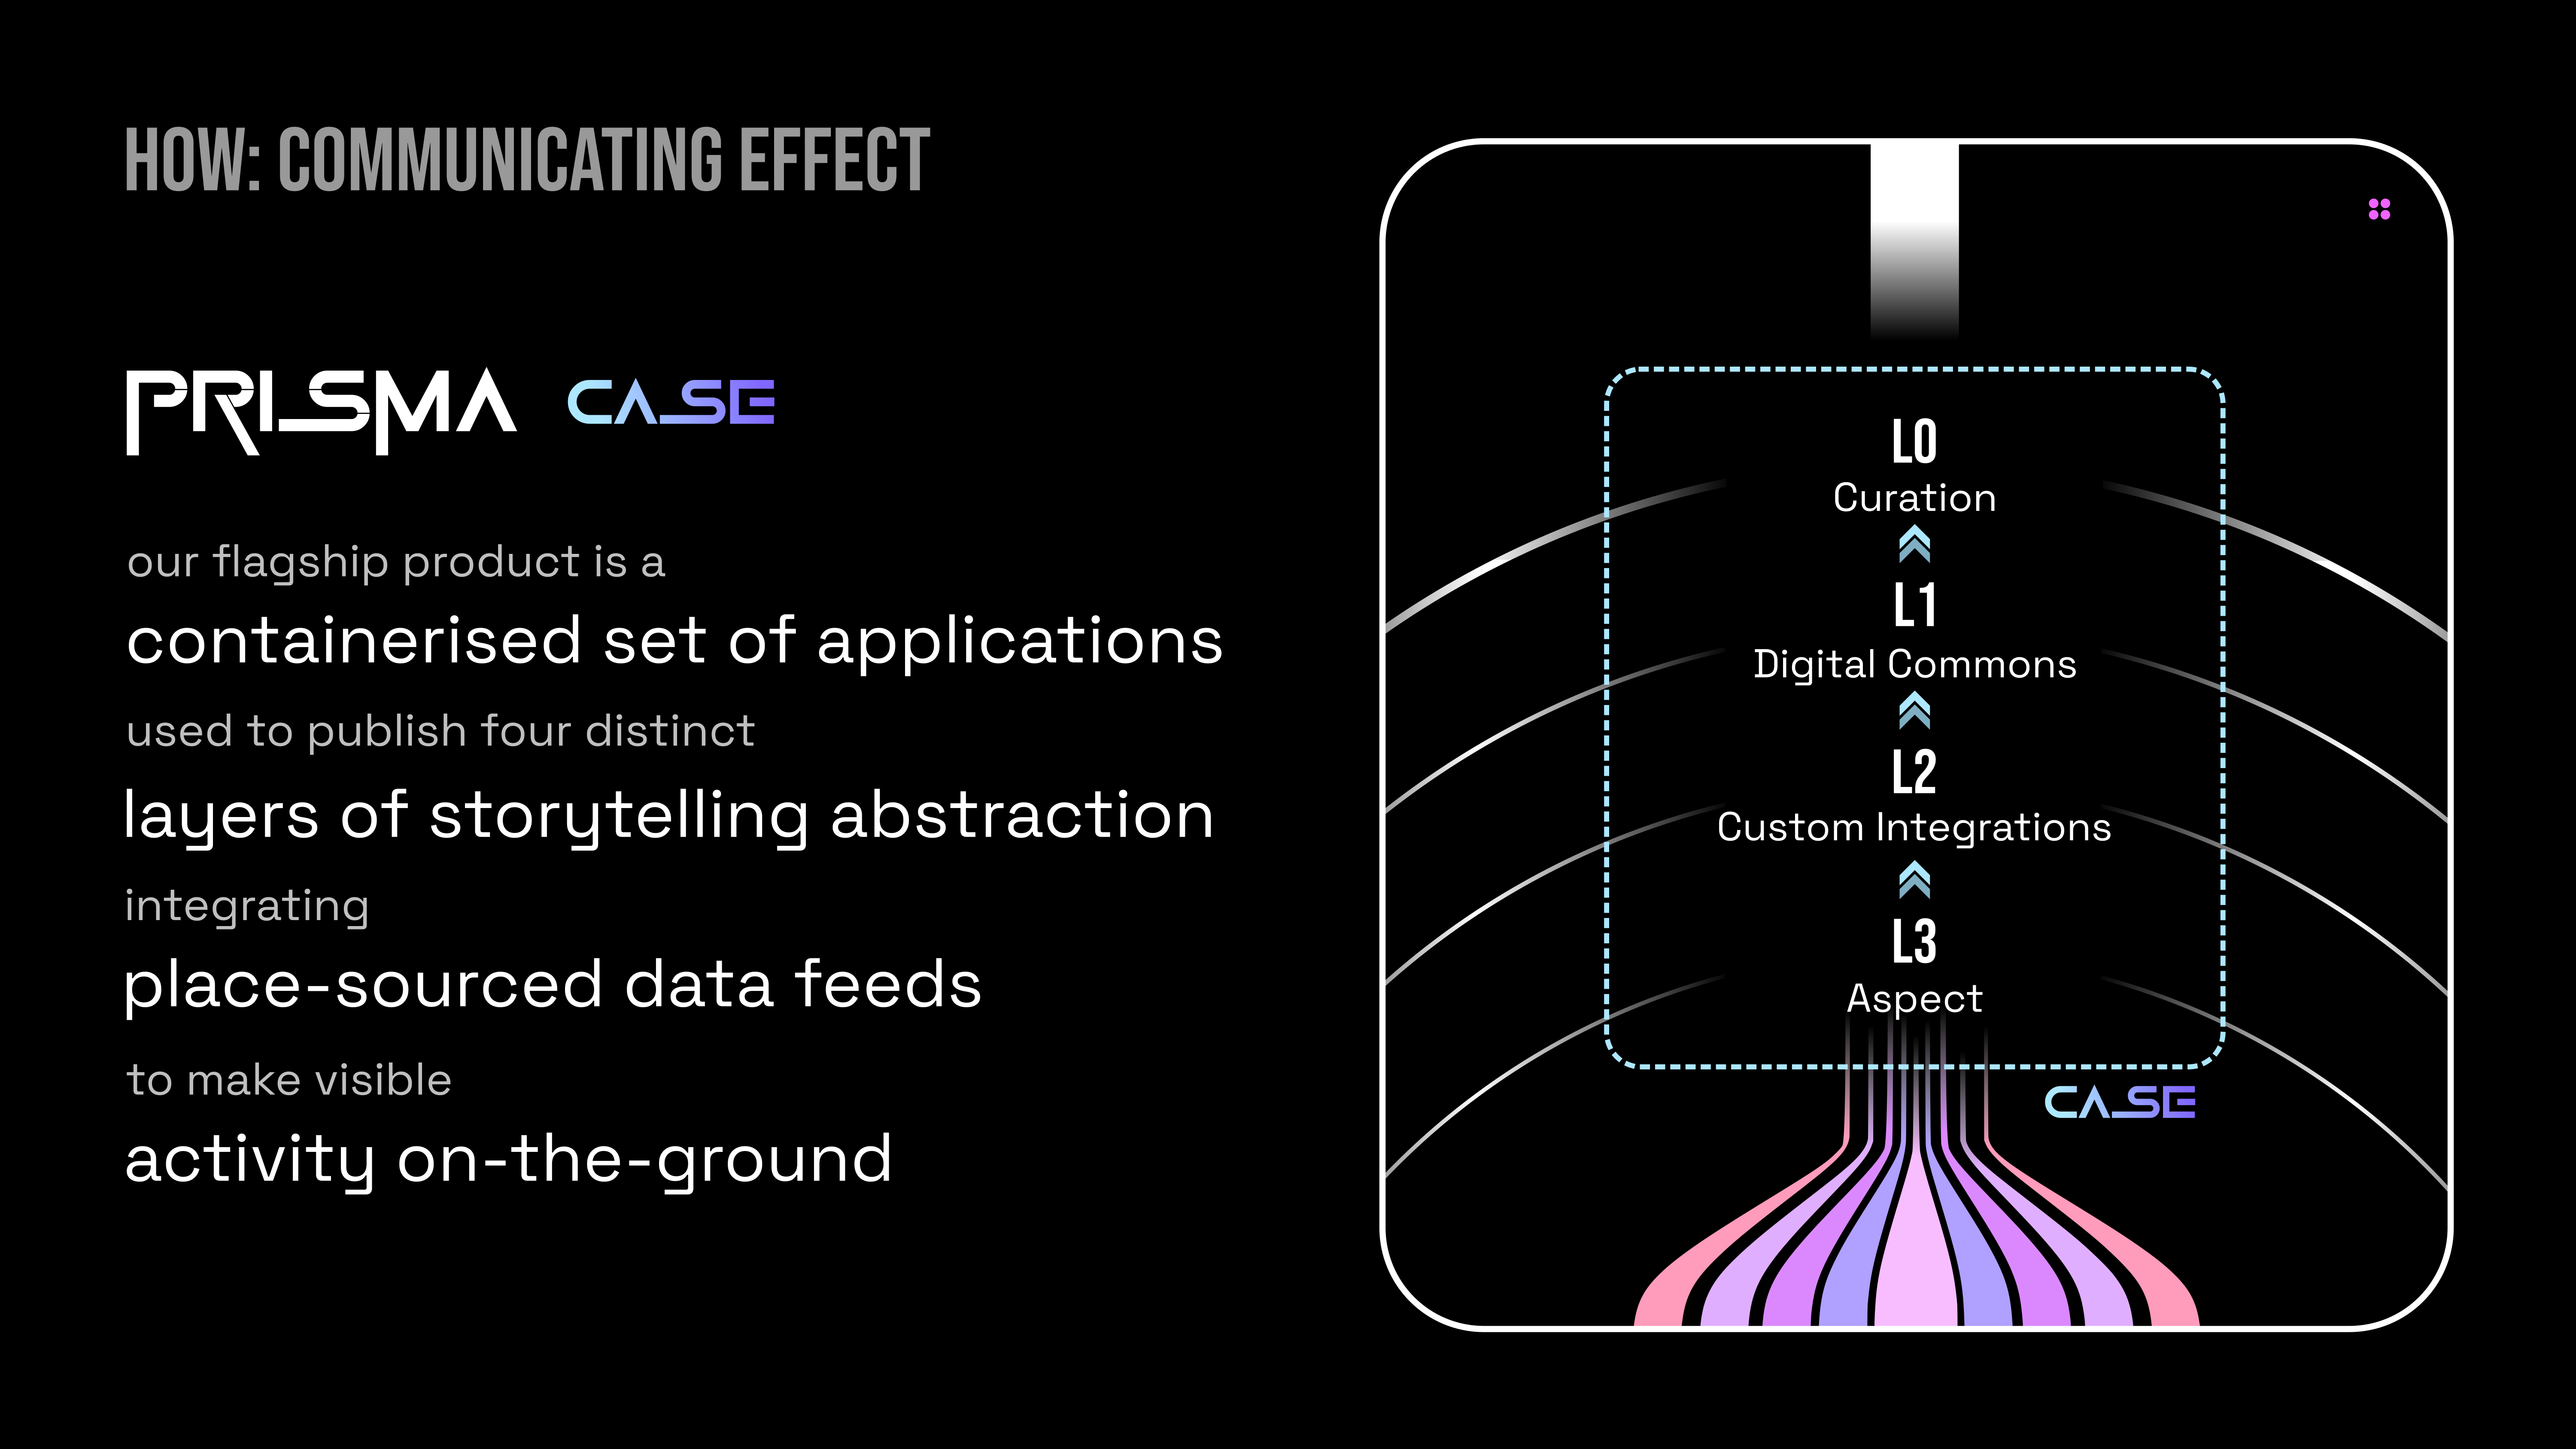 HOW: COMMUNICATING EFFECT
PRISMA CASE
our flagship product is a
containerised set of applications
used to publish four distinct
layers of storytelling abstraction
integrating
place-sourced data feeds
to make visible
activity on-the-ground
L0
Curation
L1
Digital Commons
L2
Custom Integrations
L3
Aspect
CASE